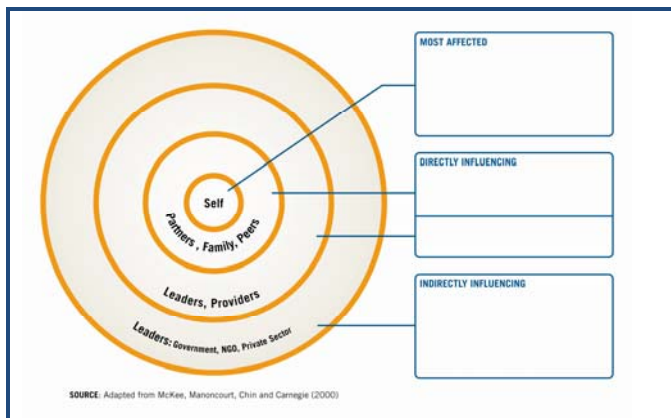 MOST AFFECTED
DIRECTLY INFLUENCING
INDIRECTLY INFLUENCING
Self
Partners , Family, Peers
Leaders, Providers
Leaders: Government, NGO, Private Sector
SOURCE: Adapted from McKee, Manoncourt, Chin and Carnegie (2000)